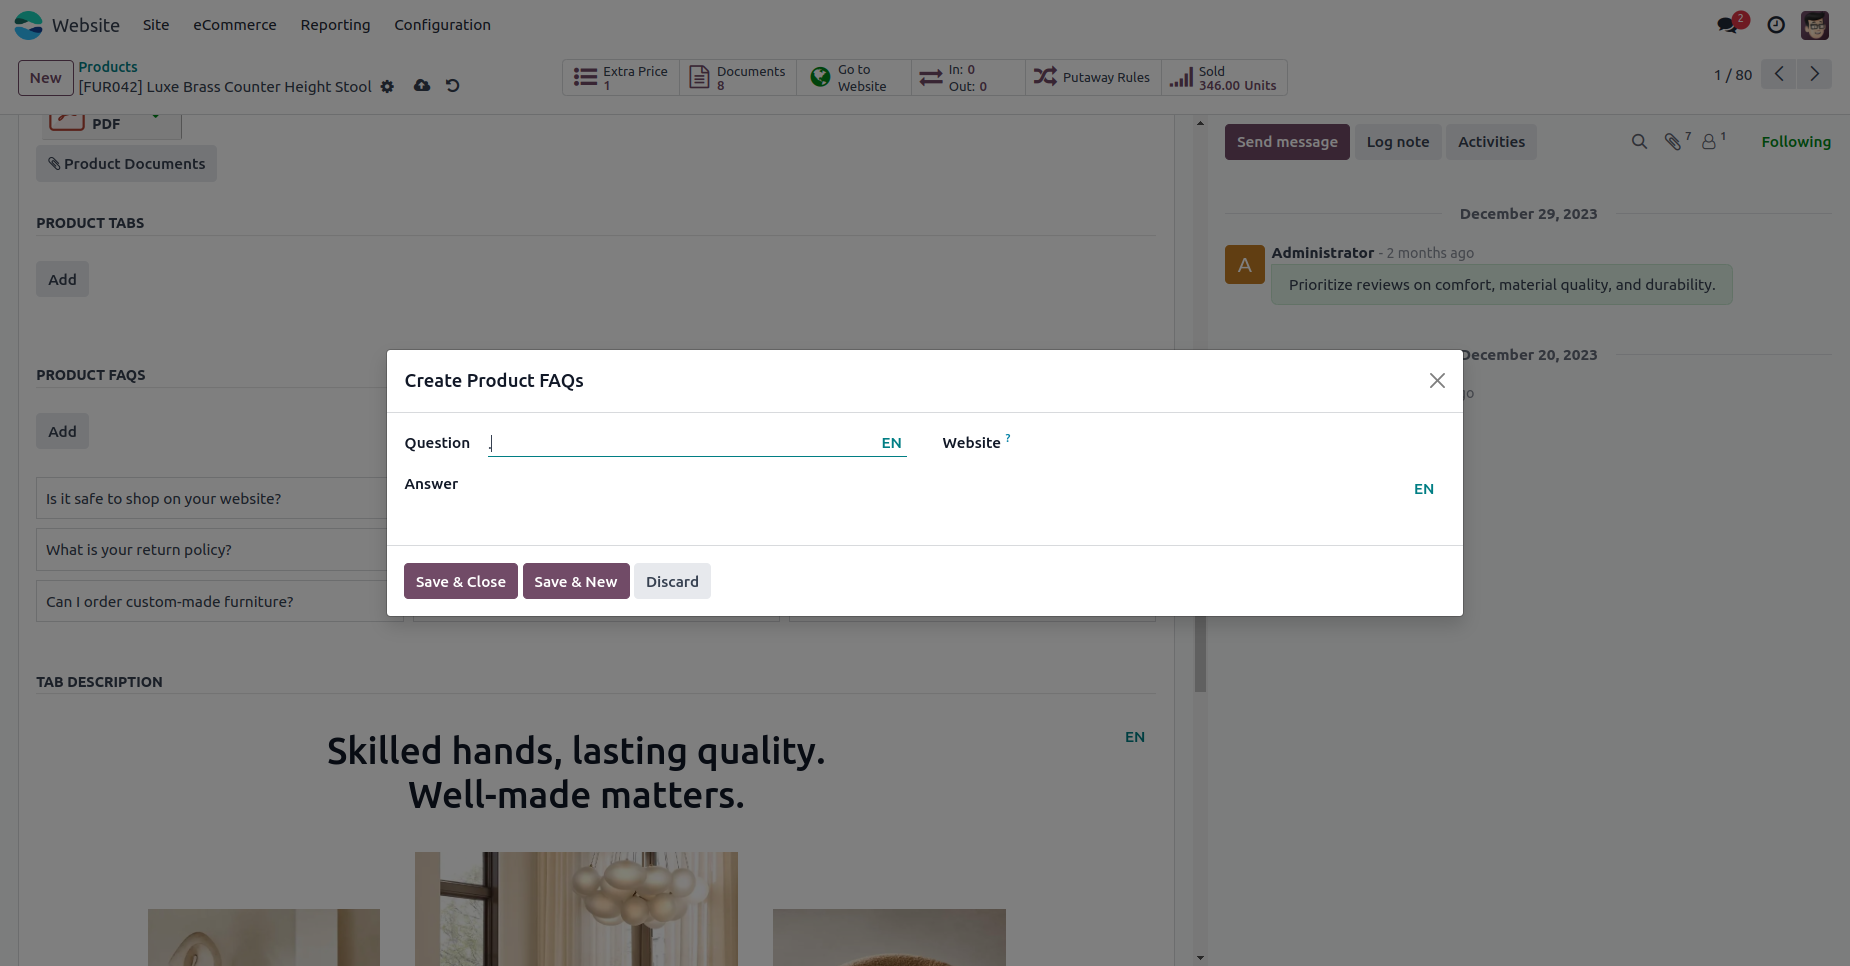 Website Site eCommerce Reporting Configuration 2
New Products
[FUR042] Luxe Brass Counter Height Stool
Extra Price
1
Documents
8
Go to
Website
In: 0
Out: 0
Putaway Rules
Sold
346.00 Units
1 / 80
PDF
Product Documents
PRODUCT TABS
Add
PRODUCT FAQS
Add
Is it safe to shop on your website?
What is your return policy?
Can I order custom-made furniture?
TAB DESCRIPTION
EN
Skilled hands, lasting quality.
Well-made matters.
Send message Log note Activities 7 1 Following
December 29, 2023
A
Administrator - 2 months ago
Prioritize reviews on comfort, material quality, and durability.
December 20, 2023
go
Create Product FAQs
Question . EN Website ?
Answer EN
Save & Close Save & New Discard